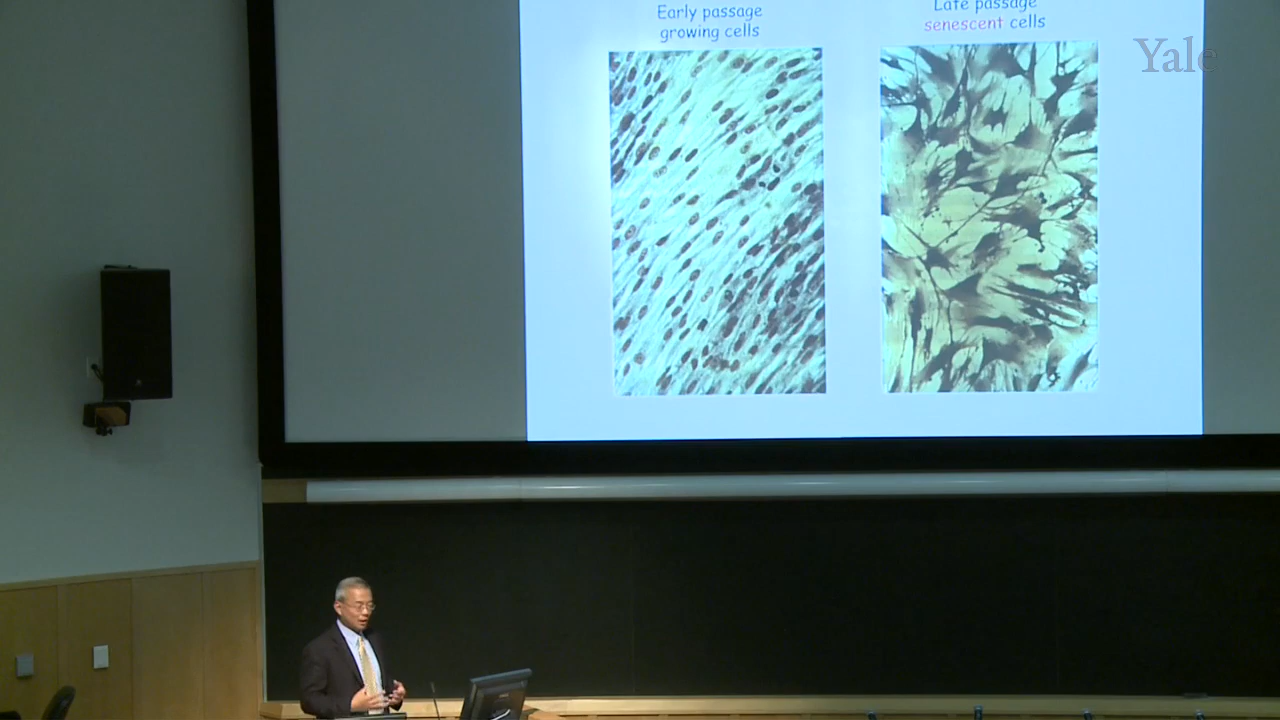 Early passage
growing cells
Late passage
senescent cells
Yale